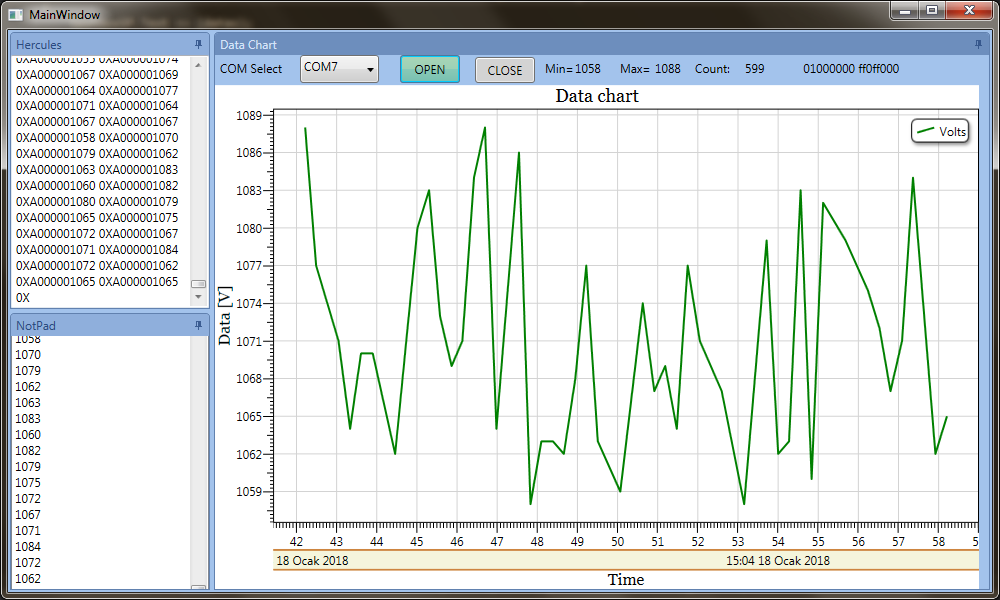 MainWindow
Hercules
0XA000001055 0XA000001074
0XA000001067 0XA000001069
0XA000001064 0XA000001077
0XA000001071 0XA000001064
0XA000001067 0XA000001067
0XA000001058 0XA000001070
0XA000001079 0XA000001062
0XA000001063 0XA000001083
0XA000001060 0XA000001082
0XA000001080 0XA000001079
0XA000001065 0XA000001075
0XA000001072 0XA000001067
0XA000001071 0XA000001084
0XA000001072 0XA000001062
0XA000001065 0XA000001065
0X
NotPad
1058
1070
1079
1062
1063
1083
1060
1082
1079
1075
1072
1067
1071
1084
1072
1062
Data Chart
COM Select COM7 OPEN CLOSE Min= 1058 Max= 1088 Count: 599 01000000 ff0ff000
Data chart
Volts
Data [V]
1089
1086
1083
1080
1077
1074
1071
1068
1065
1062
1059
42 43 44 45 46 47 48 49 50 51 52 53 54 55 56 57 58
18 Ocak 2018 15:04 18 Ocak 2018
Time